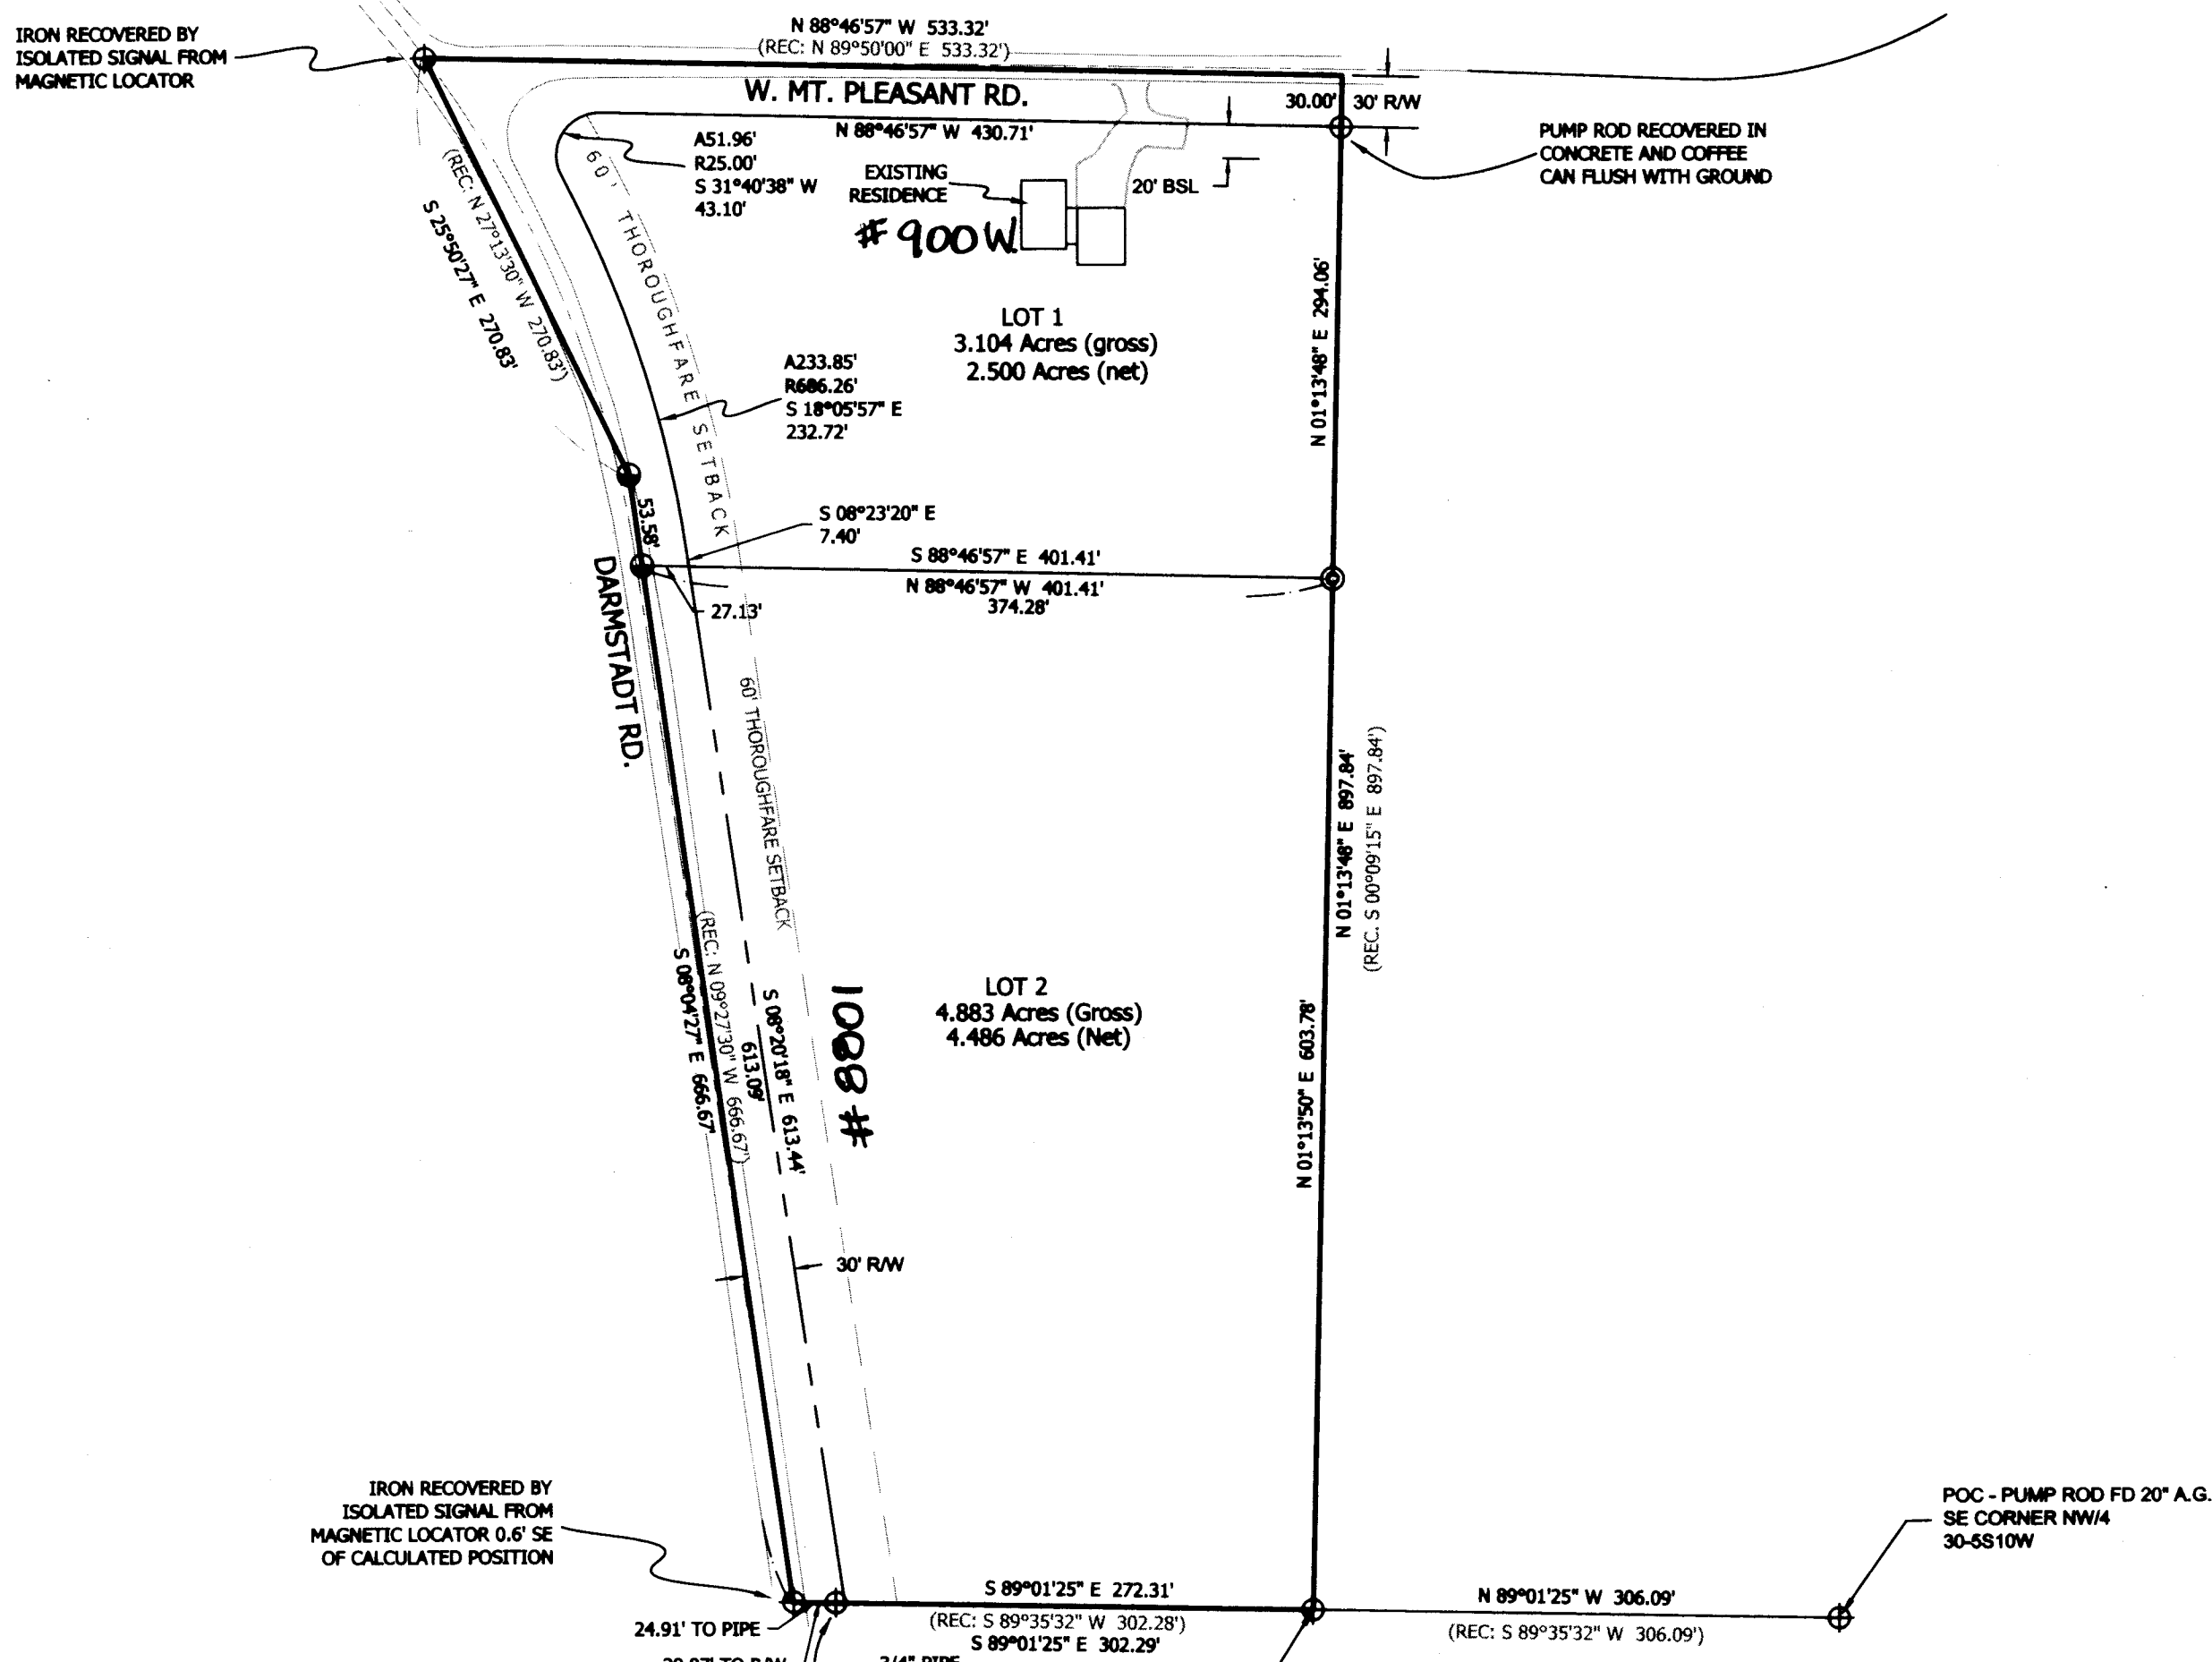 IRON RECOVERED BY
ISOLATED SIGNAL FROM
MAGNETIC LOCATOR
N 88°46'57" W 533.32'
(REC: N 89°50'00" E 533.32')
W. MT. PLEASANT RD.
30.00'
30' R/W
N 88°46'57" W 430.71'
PUMP ROD RECOVERED IN
CONCRETE AND COFFEE
CAN FLUSH WITH GROUND
A51.96'
R25.00'
S 31°40'38" W
43.10'
EXISTING
RESIDENCE
20' BSL
# 900 W.
(REC: N 27°13'30" W 270.83')
S 25°50'27" E 270.83'
60' THOROUGHFARE SETBACK
LOT 1
3.104 Acres (gross)
2.500 Acres (net)
N 01°13'48" E 294.06'
A233.85'
R686.26'
S 18°05'57" E
232.72'
53.58'
S 08°23'20" E
7.40'
S 88°46'57" E 401.41'
N 88°46'57" W 401.41'
374.28'
27.13'
DARMSTADT RD.
60' THOROUGHFARE SETBACK
N 01°13'48" E 897.84'
(REC. S 00°09'15" E 897.84')
LOT 2
4.883 Acres (Gross)
4.486 Acres (Net)
S 08°04'27" E 666.67'
(REC: N 09°27'30" W 666.67')
S 08°20'18" E 613.44'
613.09'
1088 #
N 01°13'50" E 603.78'
30' R/W
IRON RECOVERED BY
ISOLATED SIGNAL FROM
MAGNETIC LOCATOR 0.6' SE
OF CALCULATED POSITION
POC - PUMP ROD FD 20" A.G.
SE CORNER NW/4
30-5S10W
S 89°01'25" E 272.31'
(REC: S 89°35'32" W 302.28')
S 89°01'25" E 302.29'
N 89°01'25" W 306.09'
(REC: S 89°35'32" W 306.09')
24.91' TO PIPE
3/4" PIPE